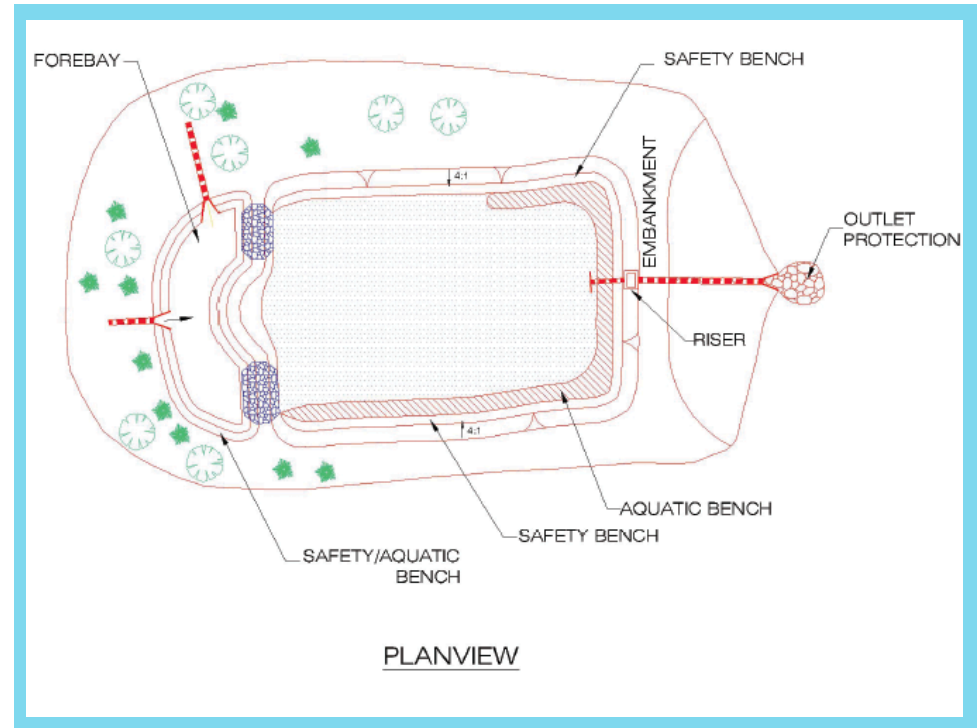 FOREBAY
SAFETY BENCH
4:1
EMBANKMENT
OUTLET
PROTECTION
RISER
4:1
AQUATIC BENCH
SAFETY BENCH
SAFETY/AQUATIC
BENCH
PLANVIEW